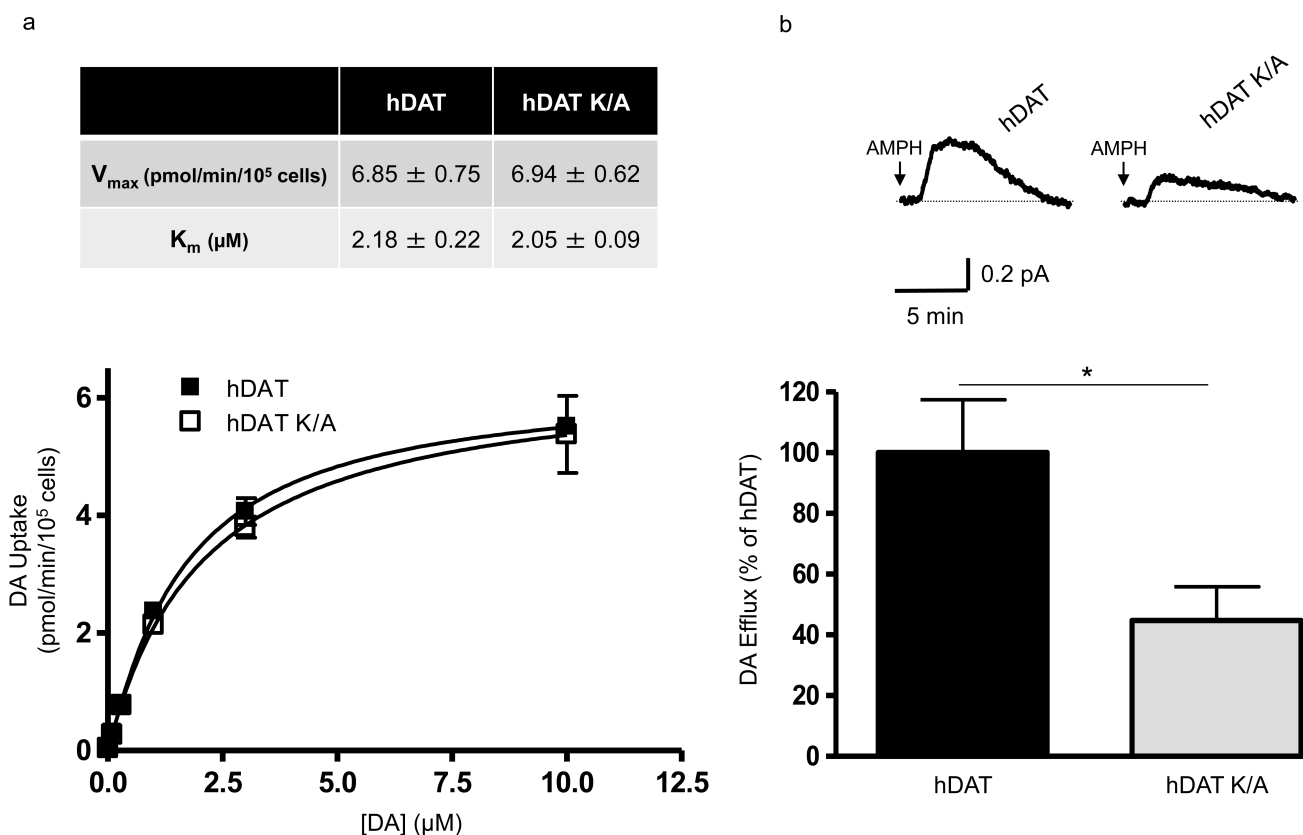 a
hDAT hDAT K/A
Vmax (pmol/min/10⁵ cells) 6.85 ± 0.75 6.94 ± 0.62
Km (µM) 2.18 ± 0.22 2.05 ± 0.09
6
4
2
0
DA Uptake
(pmol/min/10⁵ cells)
hDAT
hDAT K/A
0.0 2.5 5.0 7.5 10.0 12.5
[DA] (µM)
b
hDAT
hDAT K/A
AMPH
AMPH
0.2 pA
5 min
*
120
100
80
60
40
20
0
DA Efflux (% of hDAT)
hDAT hDAT K/A